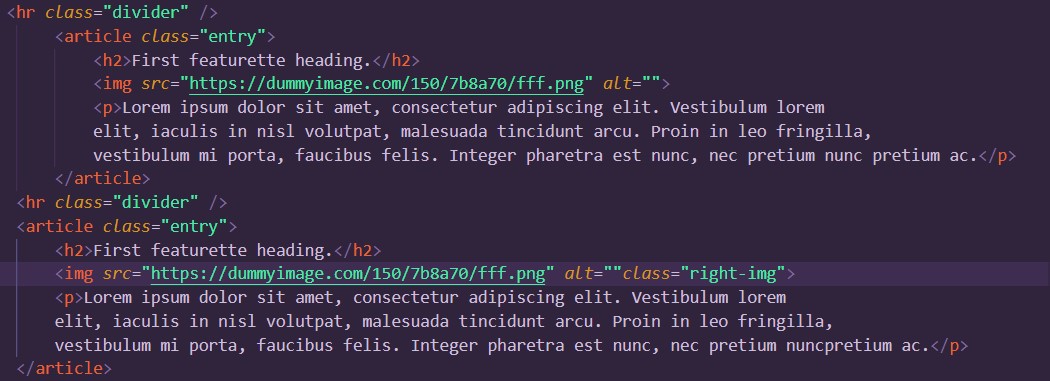 <hr class="divider" />
<article class="entry">
<h2>First featurette heading.</h2>
<img src="https://dummyimage.com/150/7b8a70/fff.png" alt="">
<p>Lorem ipsum dolor sit amet, consectetur adipiscing elit. Vestibulum lorem
elit, iaculis in nisl volutpat, malesuada tincidunt arcu. Proin in leo fringilla,
vestibulum mi porta, faucibus felis. Integer pharetra est nunc, nec pretium nunc pretium ac.</p>
</article>
<hr class="divider" />
<article class="entry">
<h2>First featurette heading.</h2>
<img src="https://dummyimage.com/150/7b8a70/fff.png" alt=""class="right-img">
<p>Lorem ipsum dolor sit amet, consectetur adipiscing elit. Vestibulum lorem
elit, iaculis in nisl volutpat, malesuada tincidunt arcu. Proin in leo fringilla,
vestibulum mi porta, faucibus felis. Integer pharetra est nunc, nec pretium nuncpretium ac.</p>
</article>